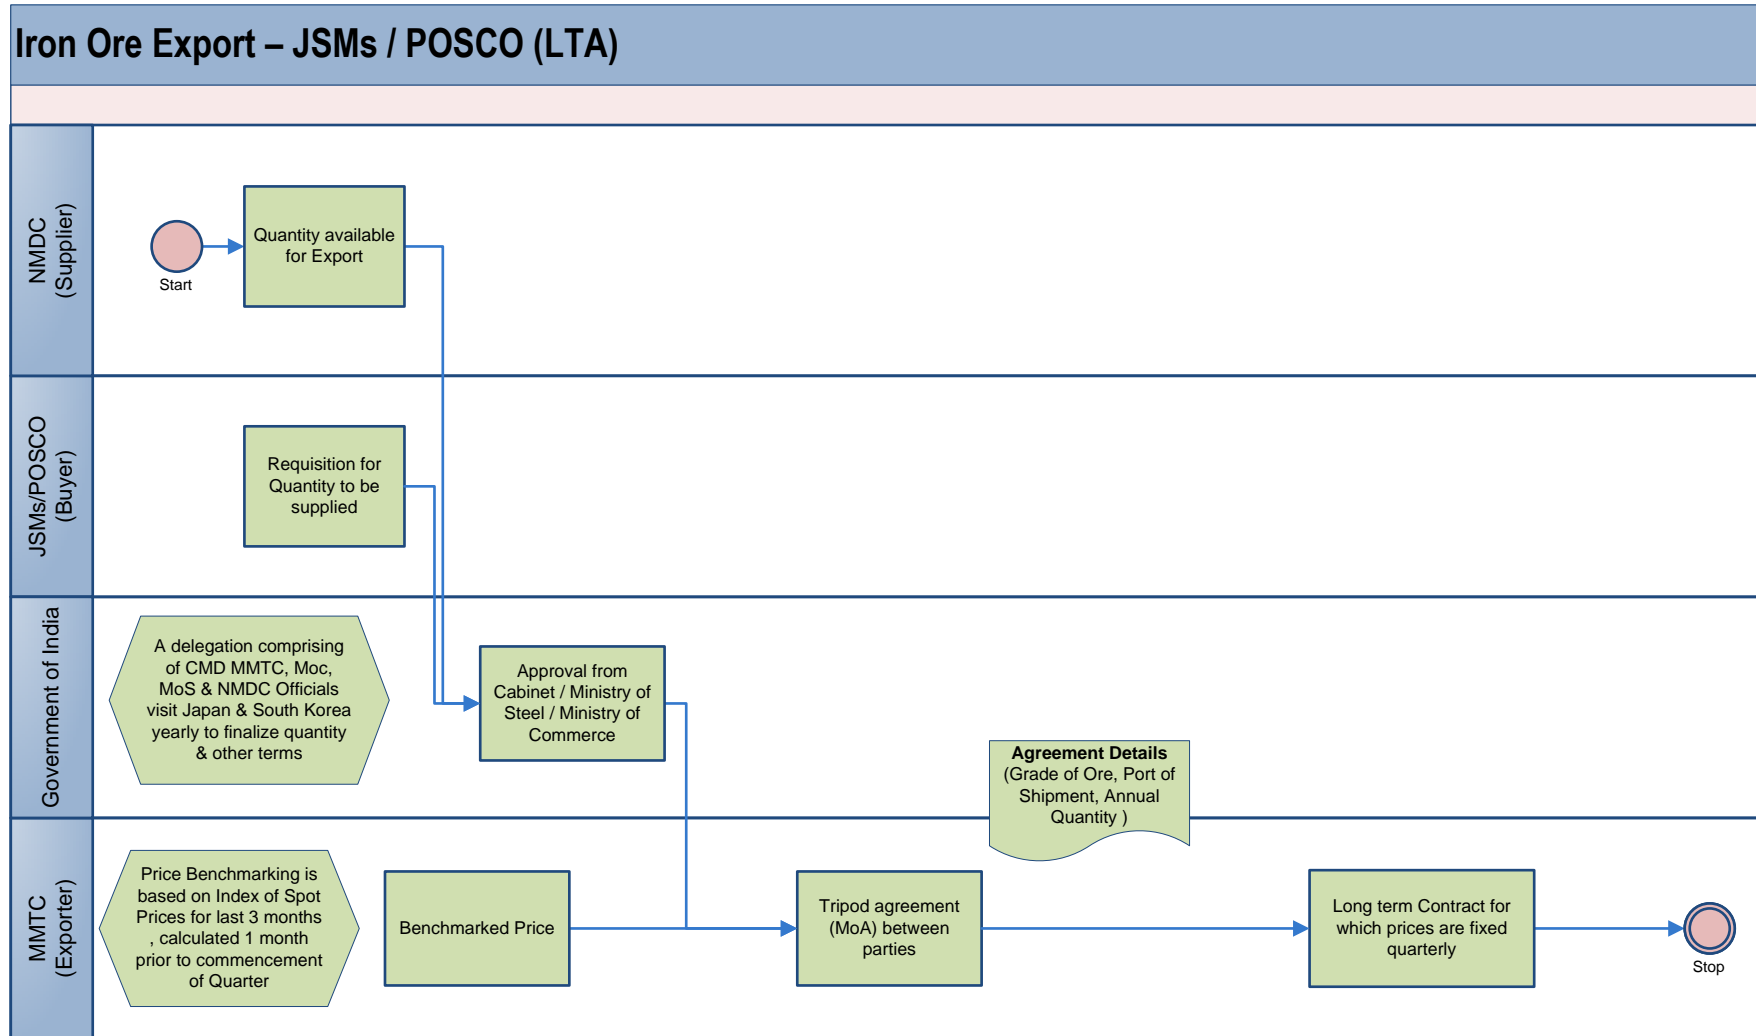 Iron Ore Export – JSMs / POSCO (LTA)
NMDC
(Supplier)
Start
Quantity available
for Export
JSMs/POSCO
(Buyer)
Requisition for
Quantity to be
supplied
Government of India
A delegation comprising
of CMD MMTC, Moc,
MoS & NMDC Officials
visit Japan & South Korea
yearly to finalize quantity
& other terms
Approval from
Cabinet / Ministry of
Steel / Ministry of
Commerce
Agreement Details
(Grade of Ore, Port of
Shipment, Annual
Quantity )
MMTC
(Exporter)
Price Benchmarking is
based on Index of Spot
Prices for last 3 months
, calculated 1 month
prior to commencement
of Quarter
Benchmarked Price
Tripod agreement
(MoA) between
parties
Long term Contract for
which prices are fixed
quarterly
Stop